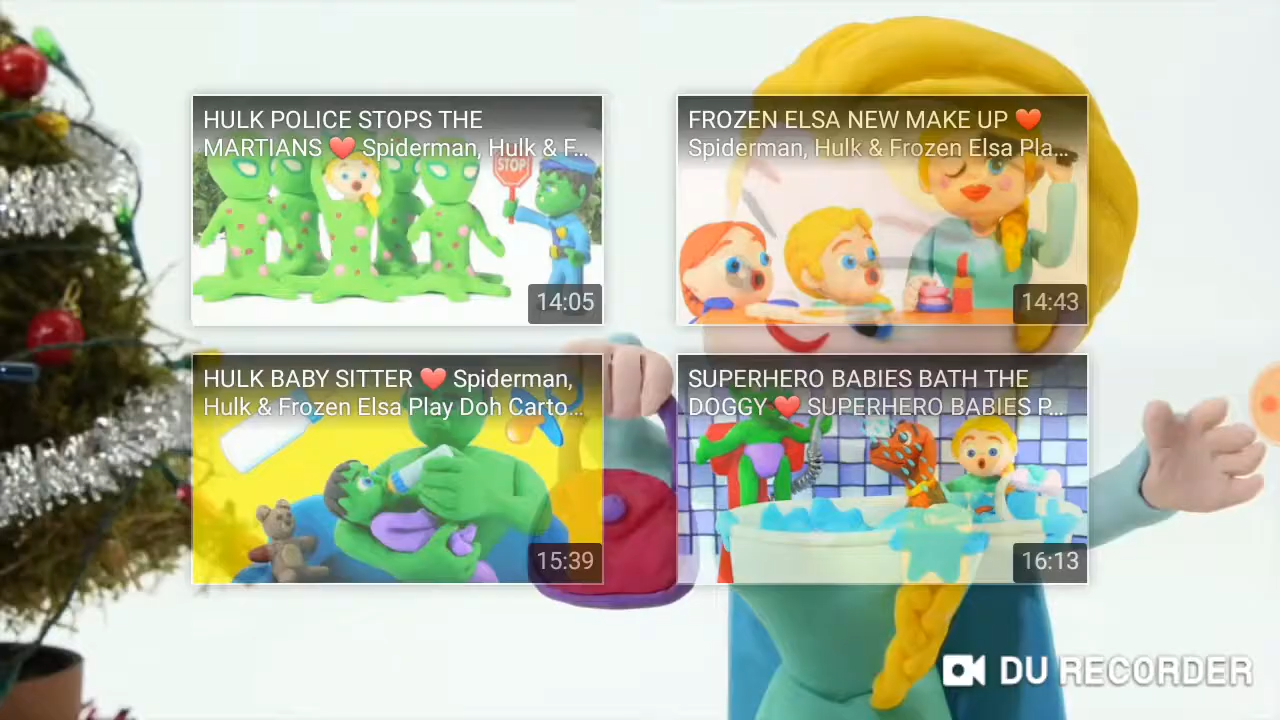 HULK POLICE STOPS THE
MARTIANS ❤️ Spiderman, Hulk & F...
STOP
14:05
FROZEN ELSA NEW MAKE UP ❤️
Spiderman, Hulk & Frozen Elsa Pla...
14:43
HULK BABY SITTER ❤️ Spiderman,
Hulk & Frozen Elsa Play Doh Carto...
15:39
SUPERHERO BABIES BATH THE
DOGGY ❤️ SUPERHERO BABIES P...
16:13
DU RECORDER